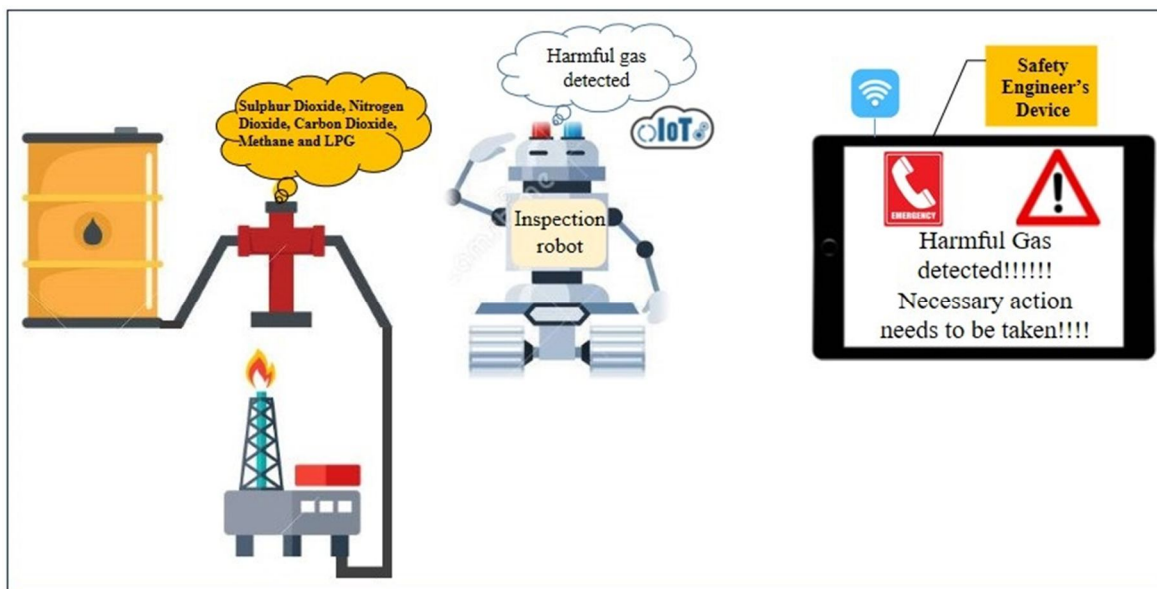 Sulphur Dioxide, Nitrogen
Dioxide, Carbon Dioxide,
Methane and LPG
Harmful gas
detected
IoT
Inspection
robot
Safety
Engineer's
Device
EMERGENCY
Harmful Gas
detected!!!!!!
Necessary action
needs to be taken!!!!